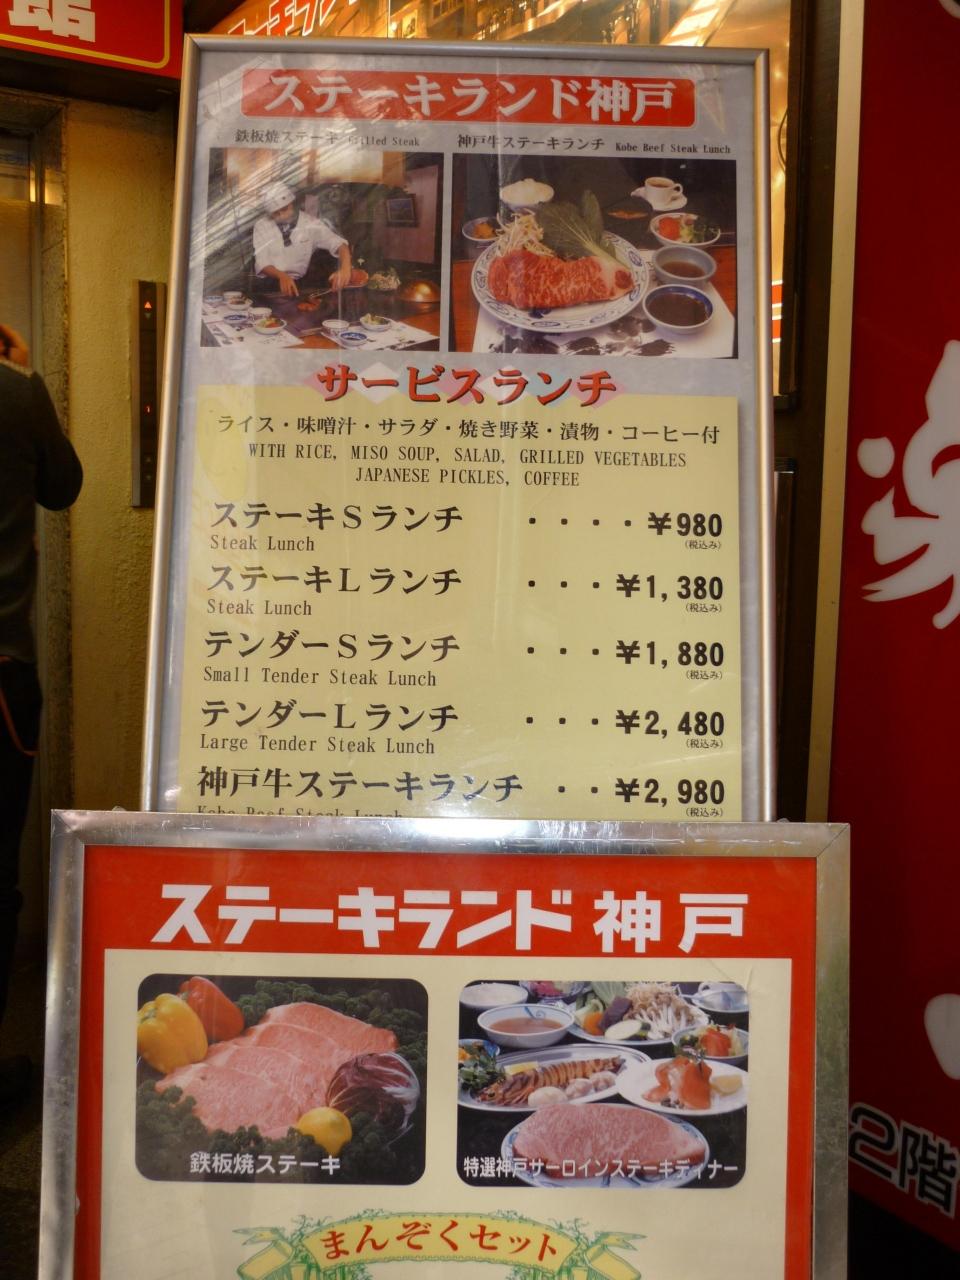 館
ステーキランド神戸
鉄板焼ステーキ Grilled Steak
神戸牛ステーキランチ Kobe Beef Steak Lunch
サービスランチ
ライス・味噌汁・サラダ・焼き野菜・漬物・コーヒー付
WITH RICE, MISO SOUP, SALAD, GRILLED VEGETABLES
JAPANESE PICKLES, COFFEE
ステーキSランチ ・・・・¥980
Steak Lunch (税込み)
ステーキLランチ ・・・¥1,380
Steak Lunch (税込み)
テンダーSランチ ・・・¥1,880
Small Tender Steak Lunch (税込み)
テンダーLランチ ・・・¥2,480
Large Tender Steak Lunch (税込み)
神戸牛ステーキランチ ・・¥2,980
Kobe Beef Steak Lunch (税込み)
ステーキランド神戸
鉄板焼ステーキ
特選神戸サーロインステーキディナー
まんぞくセット
2階